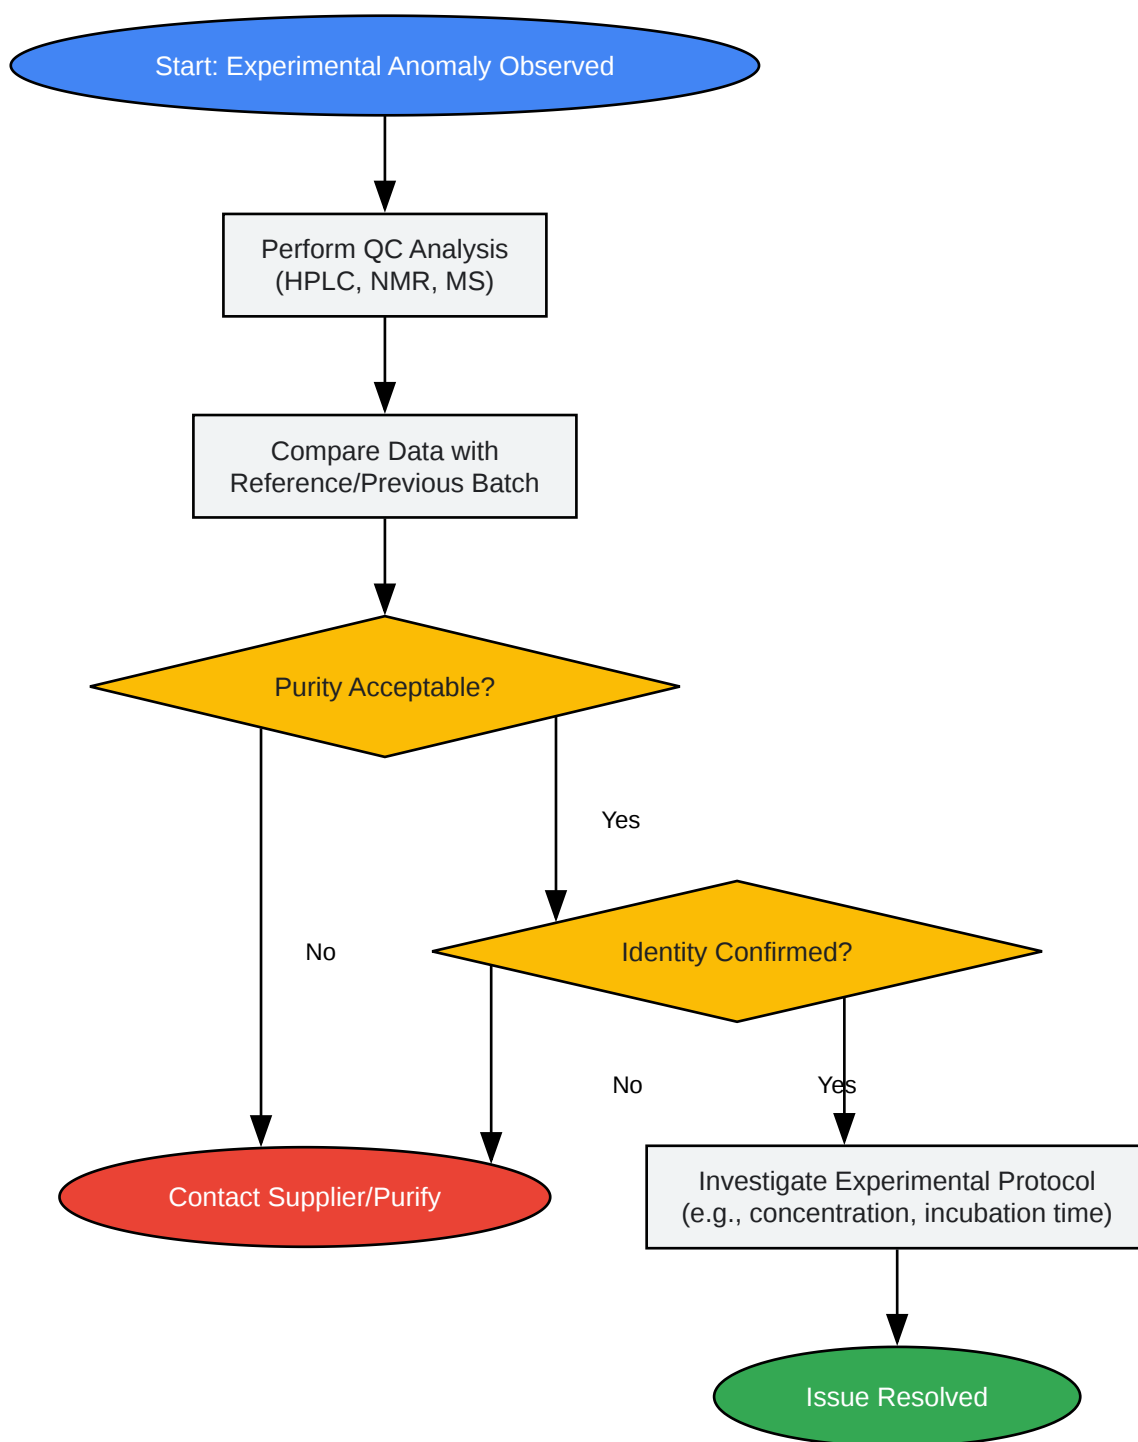 Start: Experimental Anomaly Observed
Perform QC Analysis
(HPLC, NMR, MS)
Compare Data with
Reference/Previous Batch
Purity Acceptable?
Yes
No
Identity Confirmed?
No
Yes
Contact Supplier/Purify
Investigate Experimental Protocol
(e.g., concentration, incubation time)
Issue Resolved